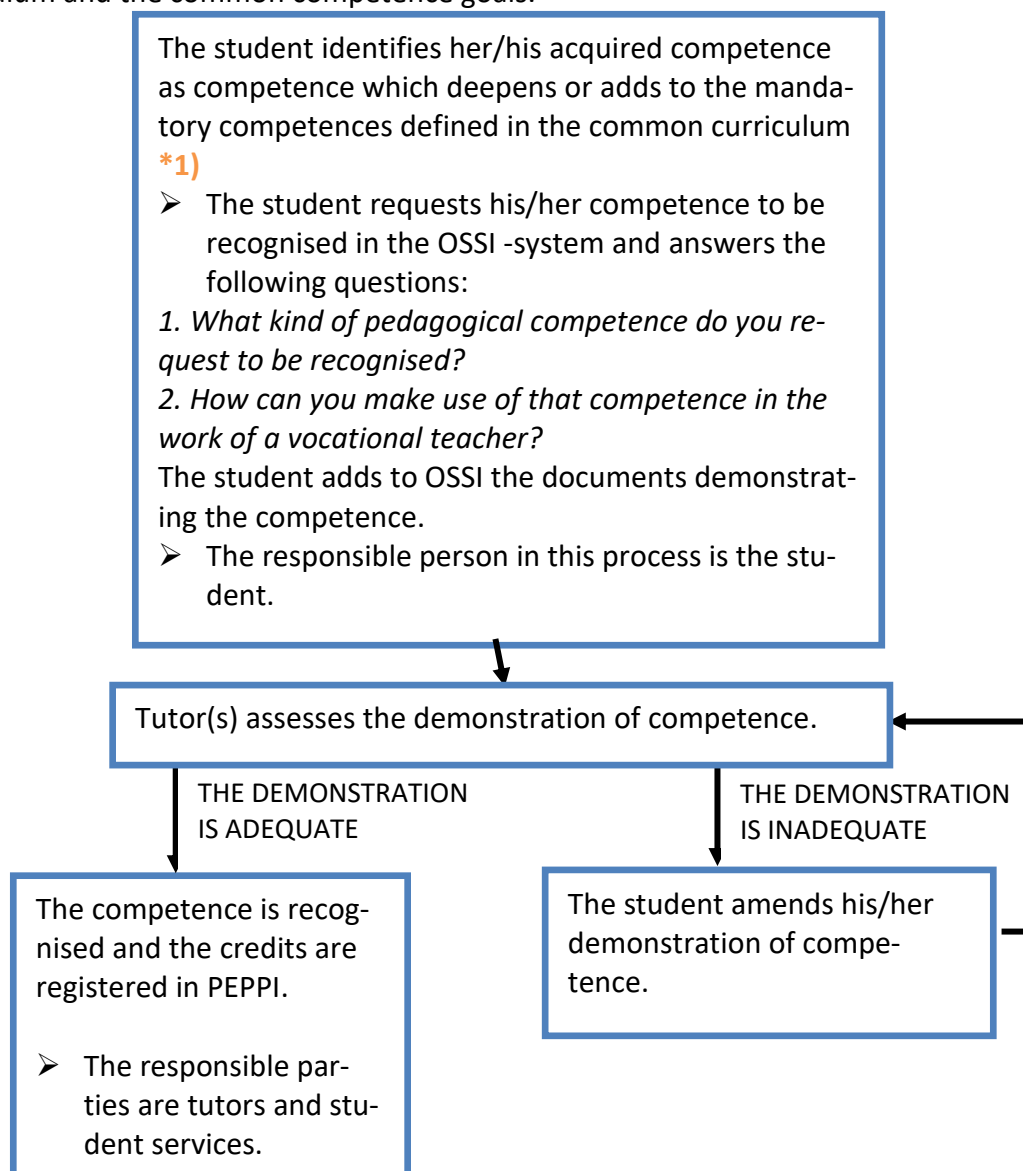 and the common competence goals.
The student identifies her/his acquired competence
as competence which deepens or adds to the manda-
tory competences defined in the common curriculum
*1)
➢ The student requests his/her competence to be
recognised in the OSSI -system and answers the
following questions:
1. What kind of pedagogical competence do you re-
quest to be recognised?
2. How can you make use of that competence in the
work of a vocational teacher?
The student adds to OSSI the documents demonstrat-
ing the competence.
➢ The responsible person in this process is the stu-
dent.
Tutor(s) assesses the demonstration of competence.
THE DEMONSTRATION
IS ADEQUATE
THE DEMONSTRATION
IS INADEQUATE
The competence is recog-
nised and the credits are
registered in PEPPI.
➢ The responsible par-
ties are tutors and stu-
dent services.
The student amends his/her
demonstration of compe-
tence.